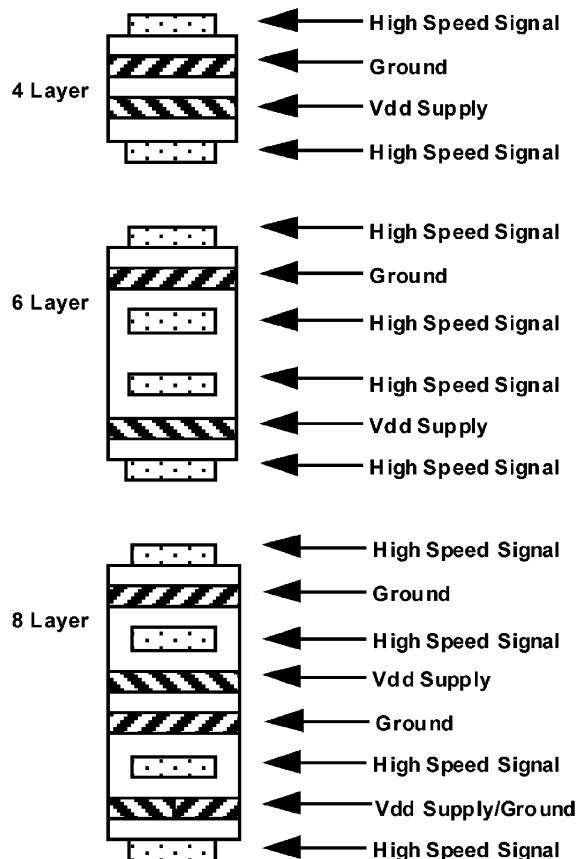 High Speed Signal
Ground
4 Layer
Vdd Supply
High Speed Signal
High Speed Signal
Ground
6 Layer
High Speed Signal
High Speed Signal
Vdd Supply
High Speed Signal
High Speed Signal
Ground
8 Layer
High Speed Signal
Vdd Supply
Ground
High Speed Signal
Vdd Supply/Ground
High Speed Signal